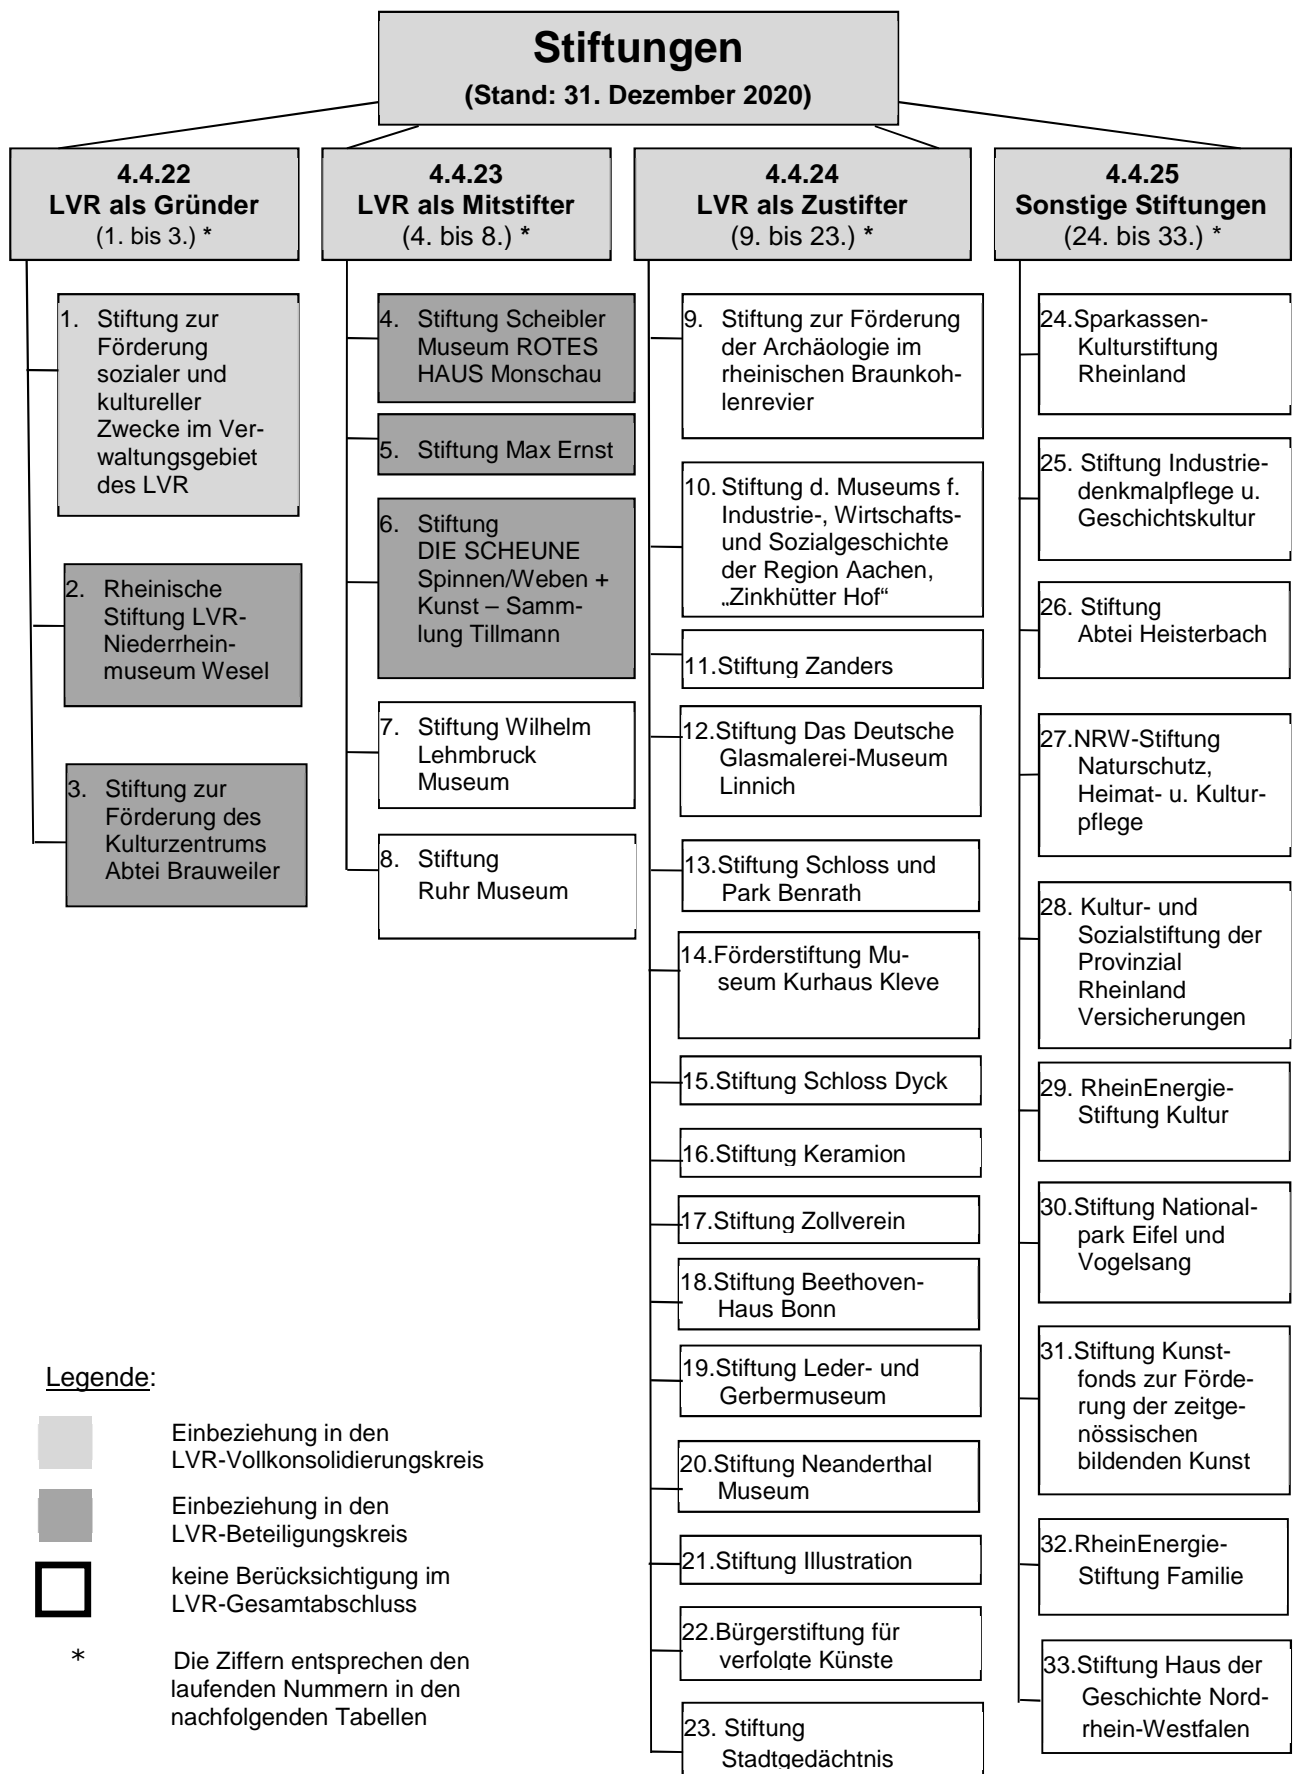 Stiftungen
(Stand: 31. Dezember 2020)
4.4.22
LVR als Gründer
(1. bis 3.) *
1. Stiftung zur
Förderung
sozialer und
kultureller
Zwecke im Ver-
waltungsgebiet
des LVR
2. Rheinische
Stiftung LVR-
Niederrhein-
museum Wesel
3. Stiftung zur
Förderung des
Kulturzentrums
Abtei Brauweiler
4.4.23
LVR als Mitstifter
(4. bis 8.) *
4. Stiftung Scheibler
Museum ROTES
HAUS Monschau
5. Stiftung Max Ernst
6. Stiftung
DIE SCHEUNE
Spinnen/Weben +
Kunst – Samm-
lung Tillmann
7. Stiftung Wilhelm
Lehmbruck
Museum
8. Stiftung
Ruhr Museum
4.4.24
LVR als Zustifter
(9. bis 23.) *
9. Stiftung zur Förderung
der Archäologie im
rheinischen Braunkoh-
lenrevier
10. Stiftung d. Museums f.
Industrie-, Wirtschafts-
und Sozialgeschichte
der Region Aachen,
„Zinkhütter Hof“
11.Stiftung Zanders
12.Stiftung Das Deutsche
Glasmalerei-Museum
Linnich
13.Stiftung Schloss und
Park Benrath
14.Förderstiftung Mu-
seum Kurhaus Kleve
15.Stiftung Schloss Dyck
16.Stiftung Keramion
17.Stiftung Zollverein
18.Stiftung Beethoven-
Haus Bonn
19.Stiftung Leder- und
Gerbermuseum
20.Stiftung Neanderthal
Museum
21.Stiftung Illustration
22.Bürgerstiftung für
verfolgte Künste
23. Stiftung
Stadtgedächtnis
4.4.25
Sonstige Stiftungen
(24. bis 33.) *
24.Sparkassen-
Kulturstiftung
Rheinland
25. Stiftung Industrie-
denkmalpflege u.
Geschichtskultur
26. Stiftung
Abtei Heisterbach
27.NRW-Stiftung
Naturschutz,
Heimat- u. Kultur-
pflege
28. Kultur- und
Sozialstiftung der
Provinzial
Rheinland
Versicherungen
29. RheinEnergie-
Stiftung Kultur
30.Stiftung National-
park Eifel und
Vogelsang
31.Stiftung Kunst-
fonds zur Förde-
rung der zeitge-
nössischen
bildenden Kunst
32.RheinEnergie-
Stiftung Familie
33.Stiftung Haus der
Geschichte Nord-
rhein-Westfalen
Legende:
Einbeziehung in den
LVR-Vollkonsolidierungskreis
Einbeziehung in den
LVR-Beteiligungskreis
keine Berücksichtigung im
LVR-Gesamtabschluss
* Die Ziffern entsprechen den
laufenden Nummern in den
nachfolgenden Tabellen